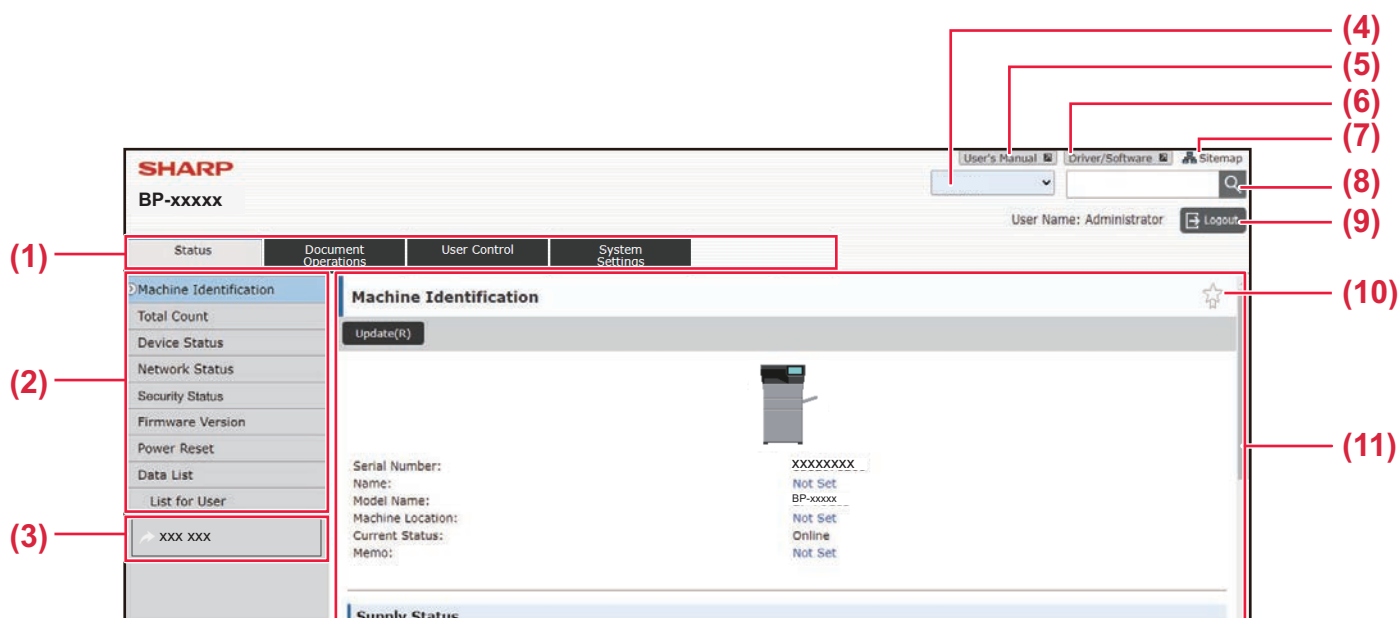 (4)
(5)
(6)
(7)
SHARP
User's Manual Driver/Software Sitemap
BP-xxxxx
(8)
User Name: Administrator Logout
(9)
(1)
Status Document Operations User Control System Settings
Machine Identification
Total Count
Device Status
Network Status
Security Status
Firmware Version
Power Reset
Data List
List for User
(2)
(3)
xxx xxx
Machine Identification
(10)
Update(R)
(11)
Serial Number: XXXXXXXX
Name: Not Set
Model Name: BP-xxxxx
Machine Location: Not Set
Current Status: Online
Memo: Not Set
Supply Status